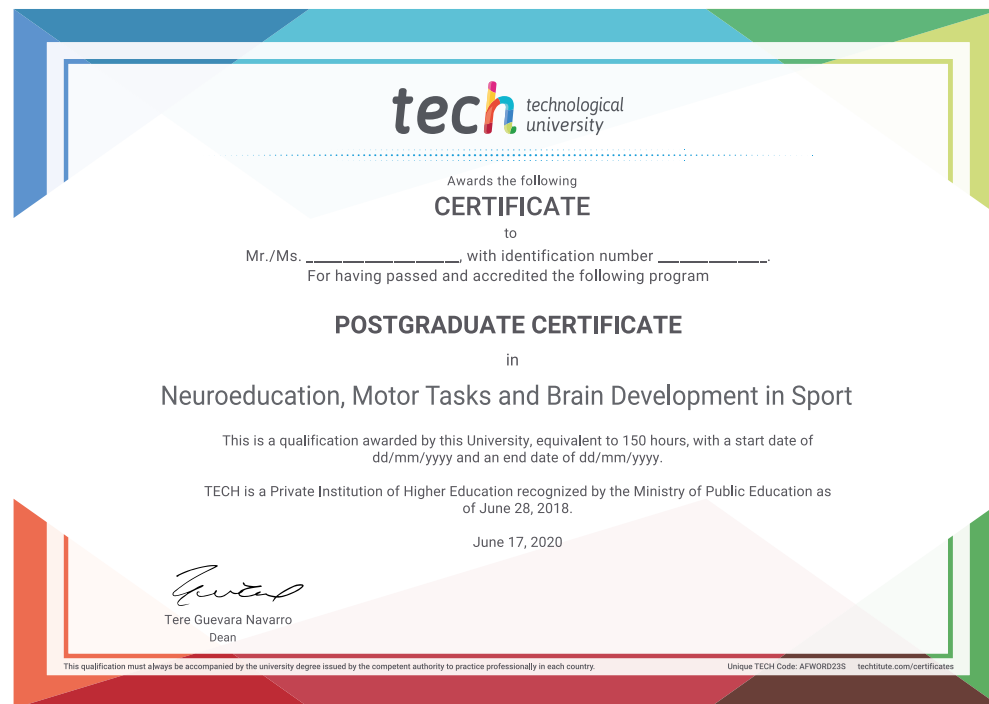 tech technological
university
Awards the following
CERTIFICATE
to
Mr./Ms. ____________________, with identification number ______________.
For having passed and accredited the following program
POSTGRADUATE CERTIFICATE
in
Neuroeducation, Motor Tasks and Brain Development in Sport
This is a qualification awarded by this University, equivalent to 150 hours, with a start date of
dd/mm/yyyy and an end date of dd/mm/yyyy.
TECH is a Private Institution of Higher Education recognized by the Ministry of Public Education as
of June 28, 2018.
June 17, 2020
Tere Guevara Navarro
Dean
This qualification must always be accompanied by the university degree issued by the competent authority to practice professionally in each country.
Unique TECH Code: AFWORD23S techtitute.com/certificates